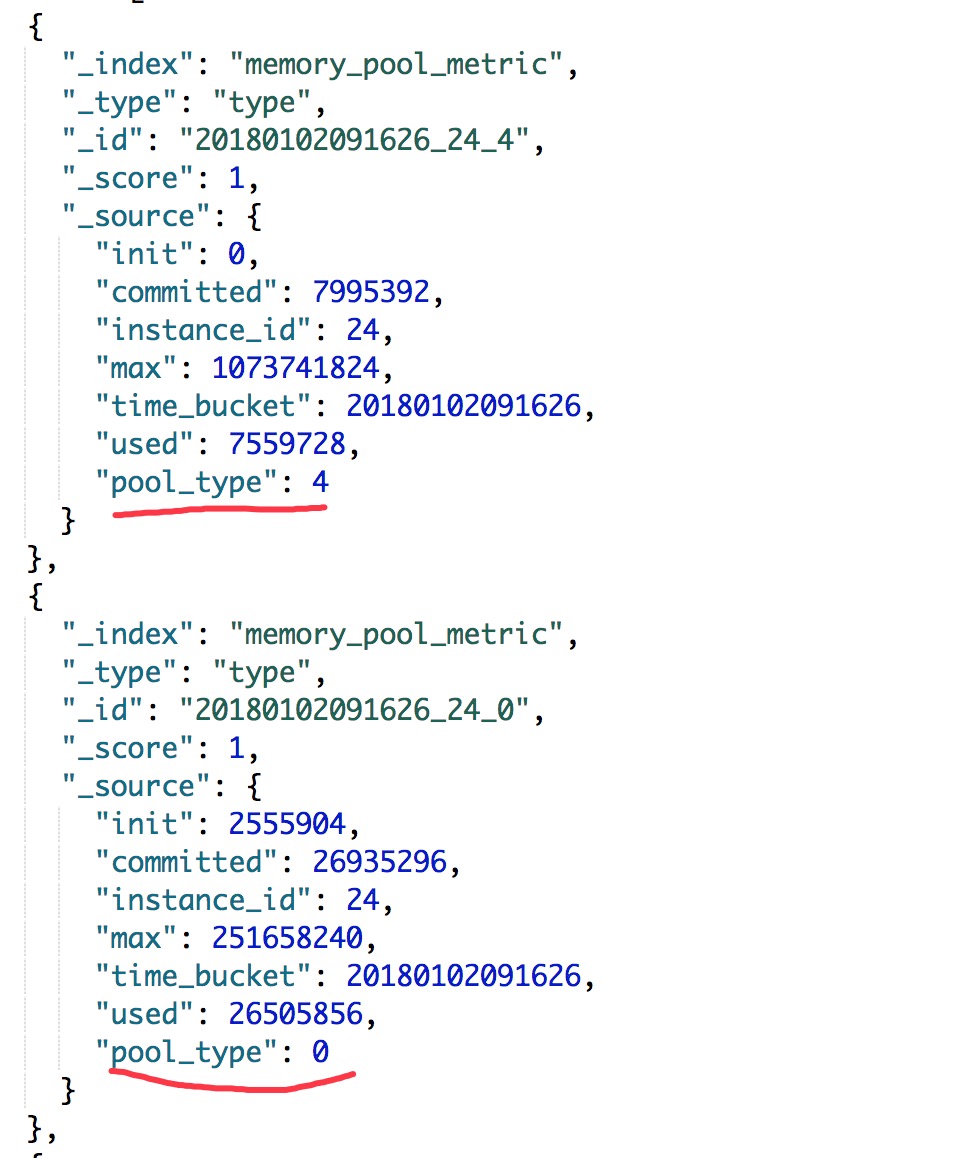 {
"_index": "memory_pool_metric",
"_type": "type",
"_id": "20180102091626_24_4",
"_score": 1,
"_source": {
"init": 0,
"committed": 7995392,
"instance_id": 24,
"max": 1073741824,
"time_bucket": 20180102091626,
"used": 7559728,
"pool_type": 4
}
},
{
"_index": "memory_pool_metric",
"_type": "type",
"_id": "20180102091626_24_0",
"_score": 1,
"_source": {
"init": 2555904,
"committed": 26935296,
"instance_id": 24,
"max": 251658240,
"time_bucket": 20180102091626,
"used": 26505856,
"pool_type": 0
}
},